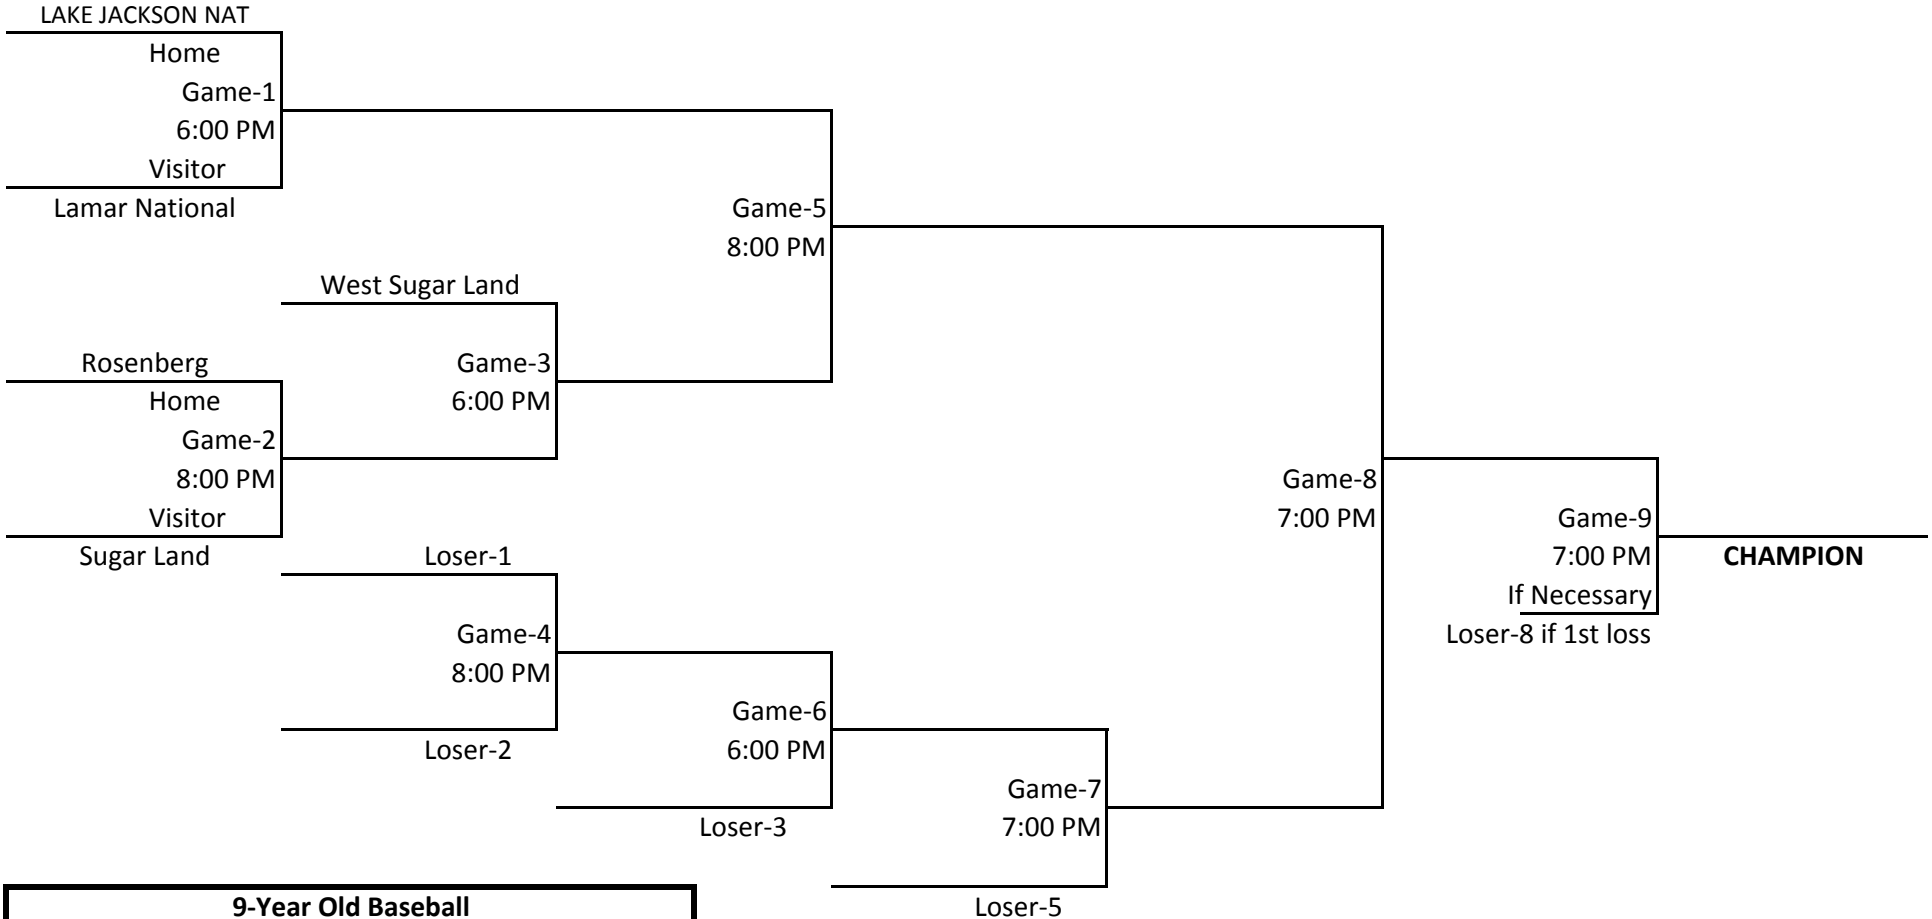 LAKE JACKSON NAT
Home
Game-1
6:00 PM
Visitor
Lamar National
Game-5
8:00 PM
West Sugar Land
Rosenberg
Game-3
Home
6:00 PM
Game-2
8:00 PM
Game-8
Visitor
7:00 PM
Game-9
Sugar Land
Loser-1
7:00 PM
CHAMPION
If Necessary
Game-4
Loser-8 if 1st loss
8:00 PM
Game-6
Loser-2
6:00 PM
Game-7
Loser-3
7:00 PM
9-Year Old Baseball
Loser-5